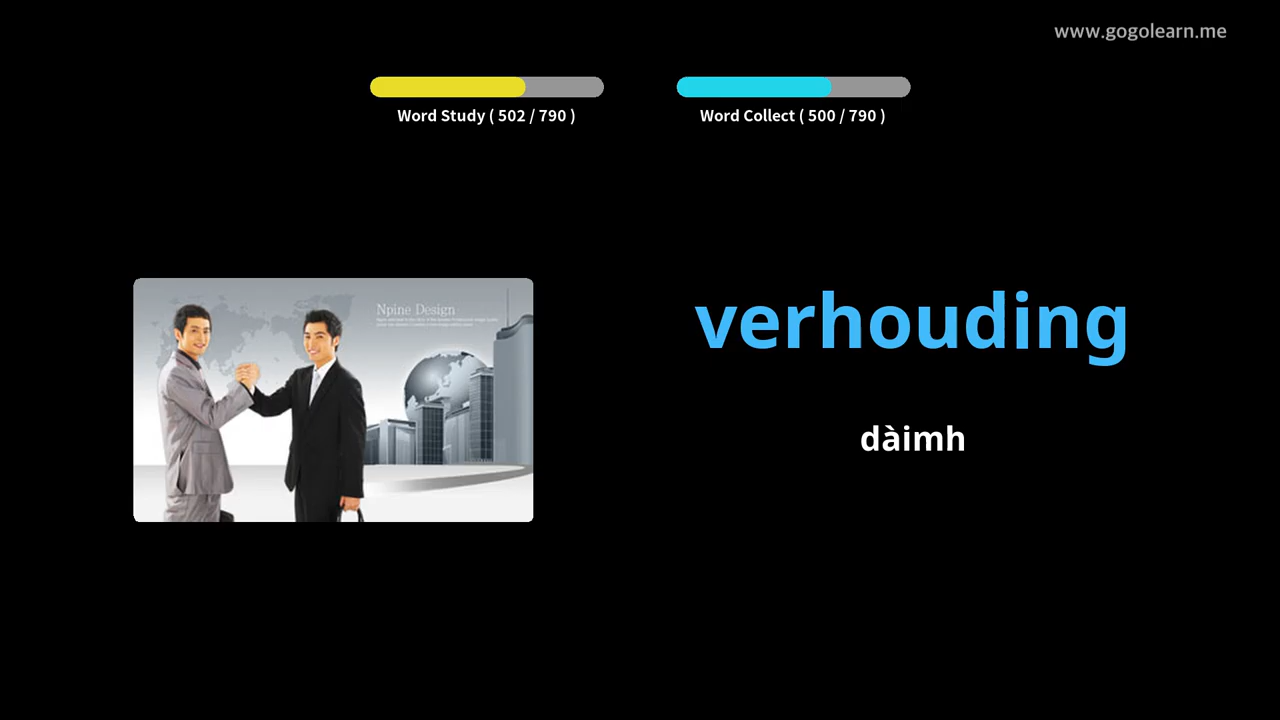 www.gogolearn.me
Word Study ( 502 / 790 )
Word Collect ( 500 / 790 )
Npine Design
verhouding
dàimh